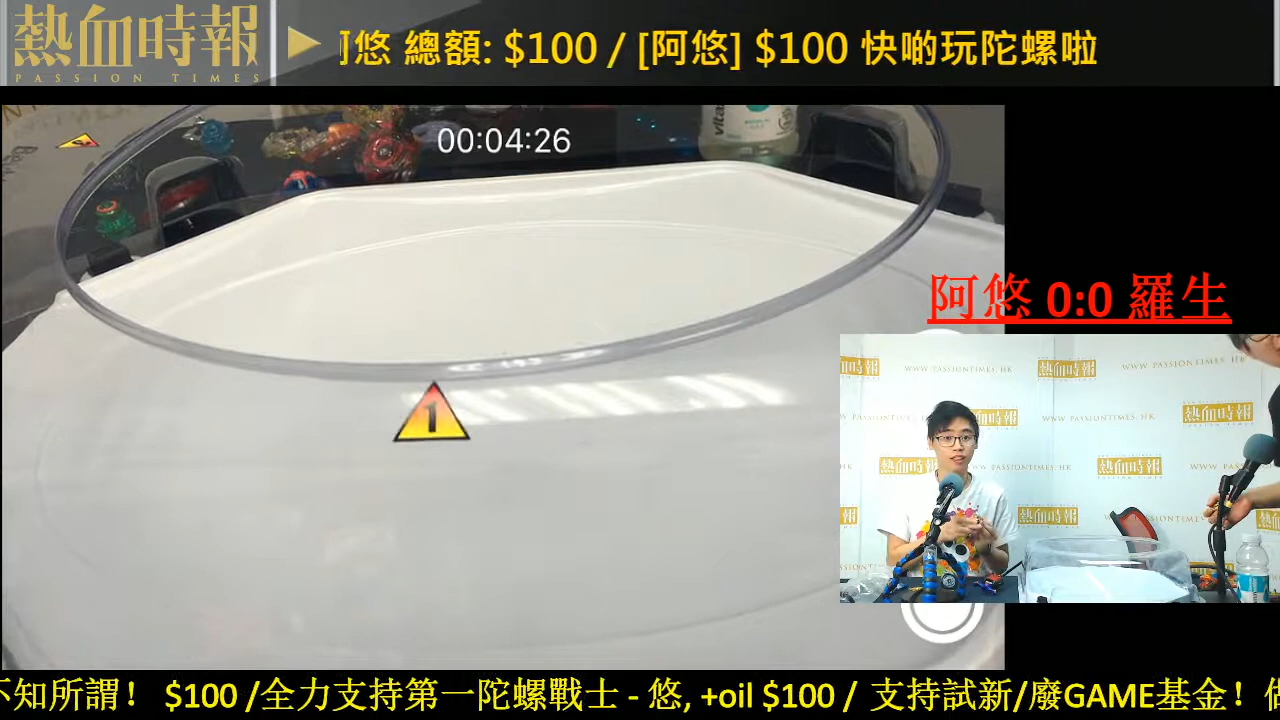 熱血時報
PASSION TIMES
悠 總額: $100 / [阿悠] $100 快啲玩陀螺啦
00:04:26
vita
1
阿悠 0:0 羅生
熱血時報
WWW.PASSIONTIMES.HK
不知所謂！ $100 /全力支持第一陀螺戰士 - 悠, +oil $100 / 支持試新/廢GAME基金！